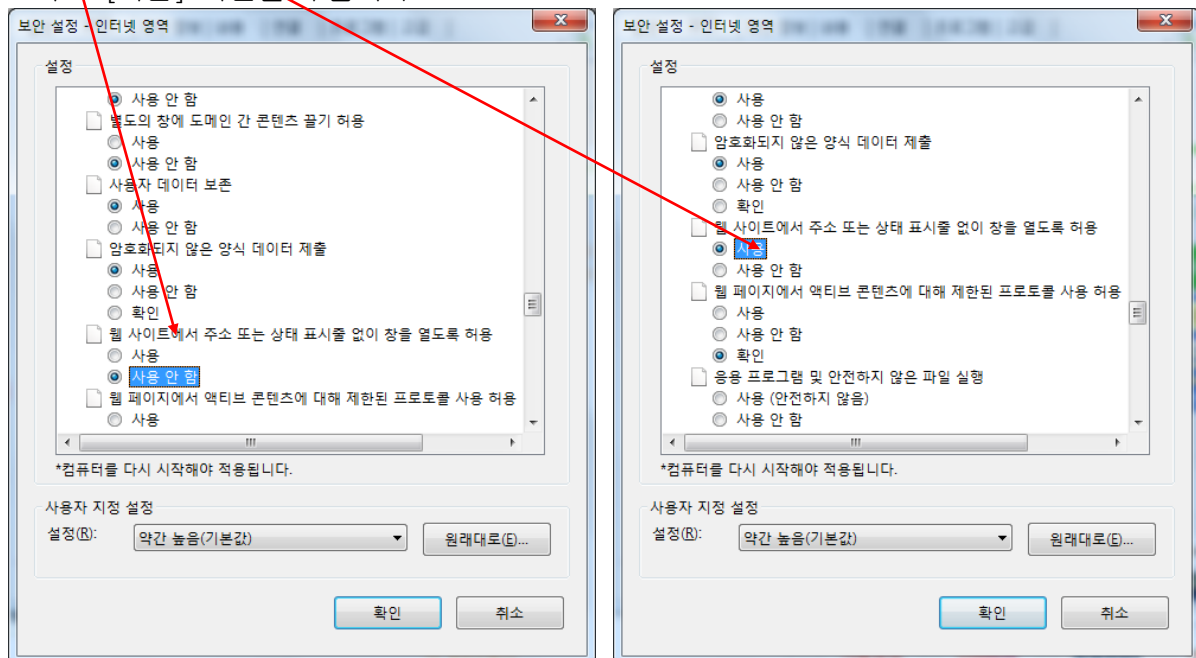 보안 설정 - 인터넷 영역
설정
사용 안 함
별도의 창에 도메인 간 콘텐츠 끌기 허용
사용
사용 안 함
사용자 데이터 보존
사용
사용 안 함
암호화되지 않은 양식 데이터 제출
사용
사용 안 함
확인
웹 사이트에서 주소 또는 상태 표시줄 없이 창을 열도록 허용
사용
사용 안 함
웹 페이지에서 액티브 콘텐츠에 대해 제한된 프로토콜 사용 허용
사용
*컴퓨터를 다시 시작해야 적용됩니다.
사용자 지정 설정
설정(R): 약간 높음(기본값) 원래대로(E)...
확인 취소
보안 설정 - 인터넷 영역
설정
사용
사용 안 함
암호화되지 않은 양식 데이터 제출
사용
사용 안 함
확인
웹 사이트에서 주소 또는 상태 표시줄 없이 창을 열도록 허용
사용
사용 안 함
웹 페이지에서 액티브 콘텐츠에 대해 제한된 프로토콜 사용 허용
사용
사용 안 함
확인
응용 프로그램 및 안전하지 않은 파일 실행
사용 (안전하지 않음)
사용 안 함
*컴퓨터를 다시 시작해야 적용됩니다.
사용자 지정 설정
설정(R): 약간 높음(기본값) 원래대로(E)...
확인 취소